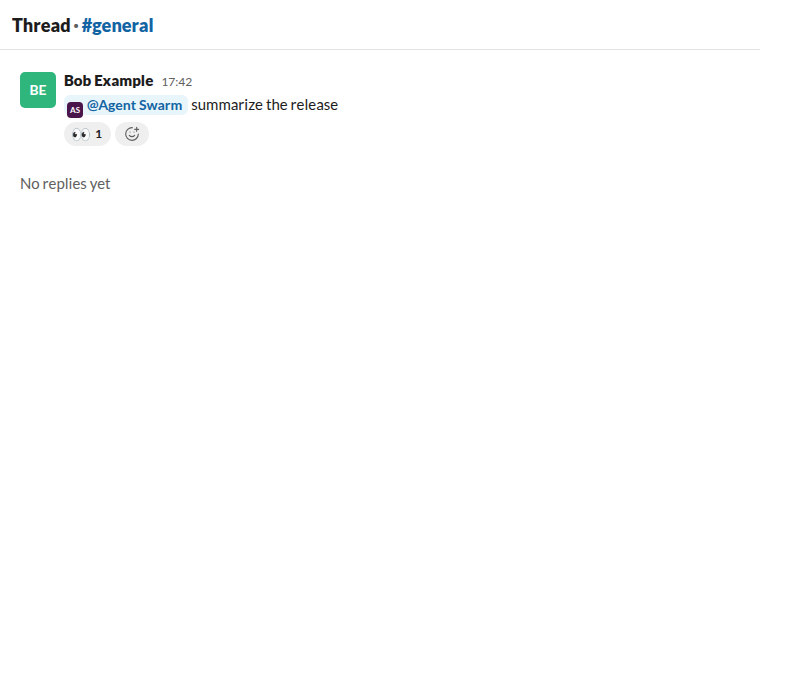 Thread • #general
BE
Bob Example 17:42
AS @Agent Swarm summarize the release
👀 1
No replies yet